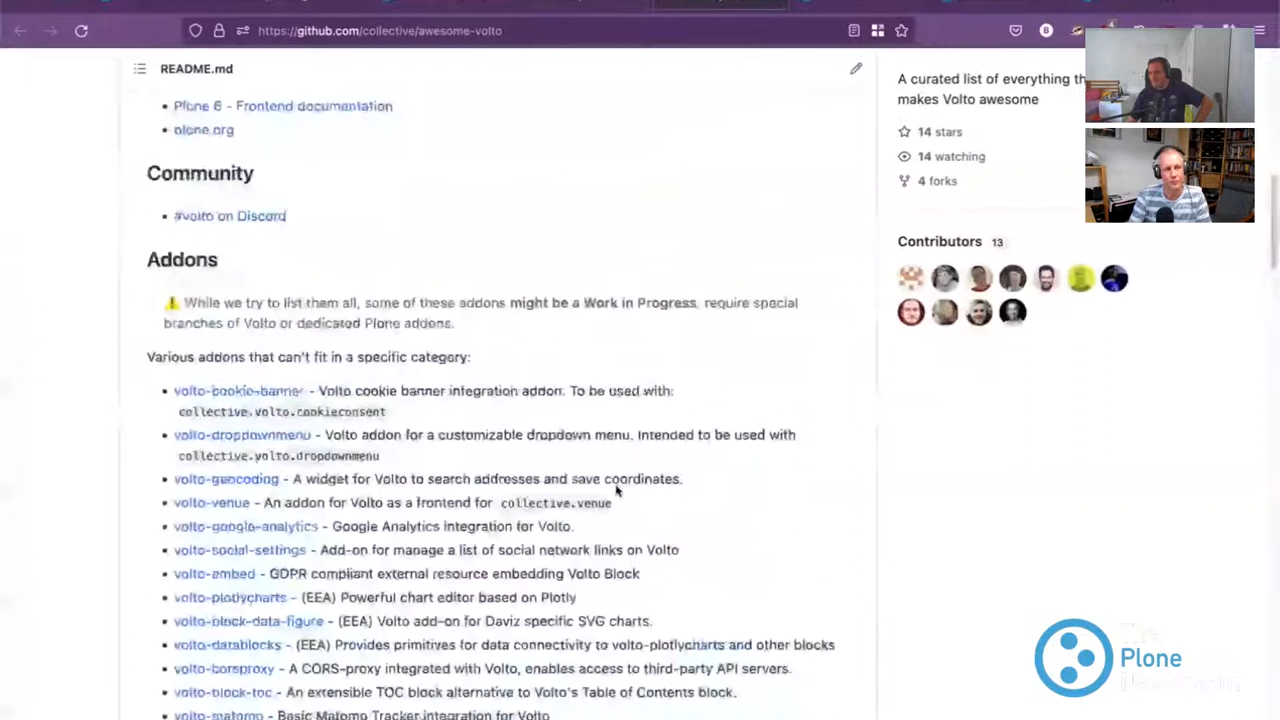 https://github.com/collective/awesome-volto
README.md
Plone 6 - Frontend documentation
plone.org
Community
#volto on Discord
Addons
⚠️ While we try to list them all, some of these addons might be a Work in Progress, require special
branches of Volto or dedicated Plone addons.
Various addons that can't fit in a specific category:
volto-cookie-banner - Volto cookie banner integration addon. To be used with:
collective.volto.cookieconsent
volto-dropdownmenu - Volto addon for a customizable dropdown menu. Intended to be used with
collective.volto.dropdownmenu
volto-geocoding - A widget for Volto to search addresses and save coordinates.
volto-venue - An addon for Volto as a frontend for collective.venue
volto-google-analytics - Google Analytics integration for Volto.
volto-social-settings - Add-on for manage a list of social network links on Volto
volto-embed - GDPR compliant external resource embedding Volto Block
volto-plotlycharts - (EEA) Powerful chart editor based on Plotly
volto-block-data-figure - (EEA) Volto add-on for Daviz specific SVG charts.
volto-datablocks - (EEA) Provides primitives for data connectivity to volto-plotlycharts and other blocks
volto-corsproxy - A CORS-proxy integrated with Volto, enables access to third-party API servers.
volto-block-toc - An extensible TOC block alternative to Volto's Table of Contents block.
volto-matomo - Basic Matomo Tracker integration for Volto
A curated list of everything th
makes Volto awesome
14 stars
14 watching
4 forks
Contributors 13
The
Plone
Newsroom